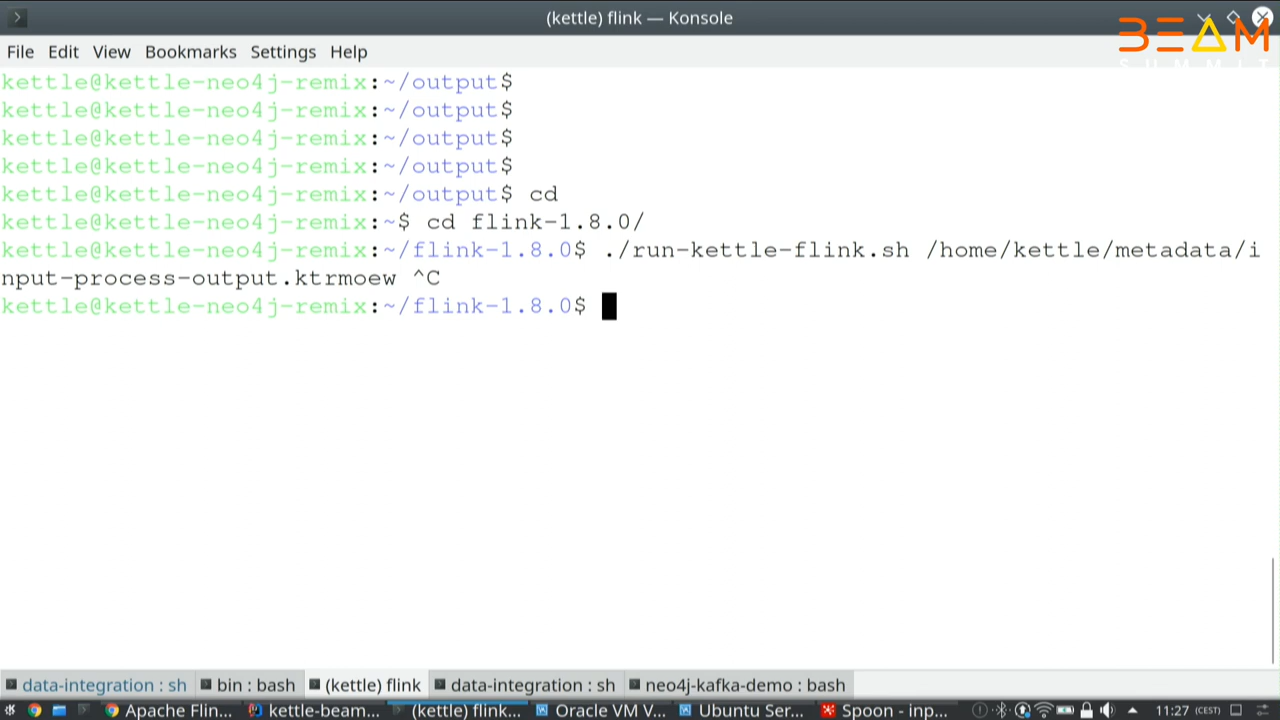 (kettle) flink — Konsole
BEAM
SUMMIT
File Edit View Bookmarks Settings Help
kettle@kettle-neo4j-remix:~/output$
kettle@kettle-neo4j-remix:~/output$
kettle@kettle-neo4j-remix:~/output$
kettle@kettle-neo4j-remix:~/output$
kettle@kettle-neo4j-remix:~/output$ cd
kettle@kettle-neo4j-remix:~$ cd flink-1.8.0/
kettle@kettle-neo4j-remix:~/flink-1.8.0$ ./run-kettle-flink.sh /home/kettle/metadata/i
nput-process-output.ktrmoew ^C
kettle@kettle-neo4j-remix:~/flink-1.8.0$
data-integration : sh bin : bash (kettle) flink data-integration : sh neo4j-kafka-demo : bash
Apache Flin... kettle-beam... (kettle) flink... Oracle VM V... Ubuntu Ser... Spoon - inp... 11:27 (CEST)